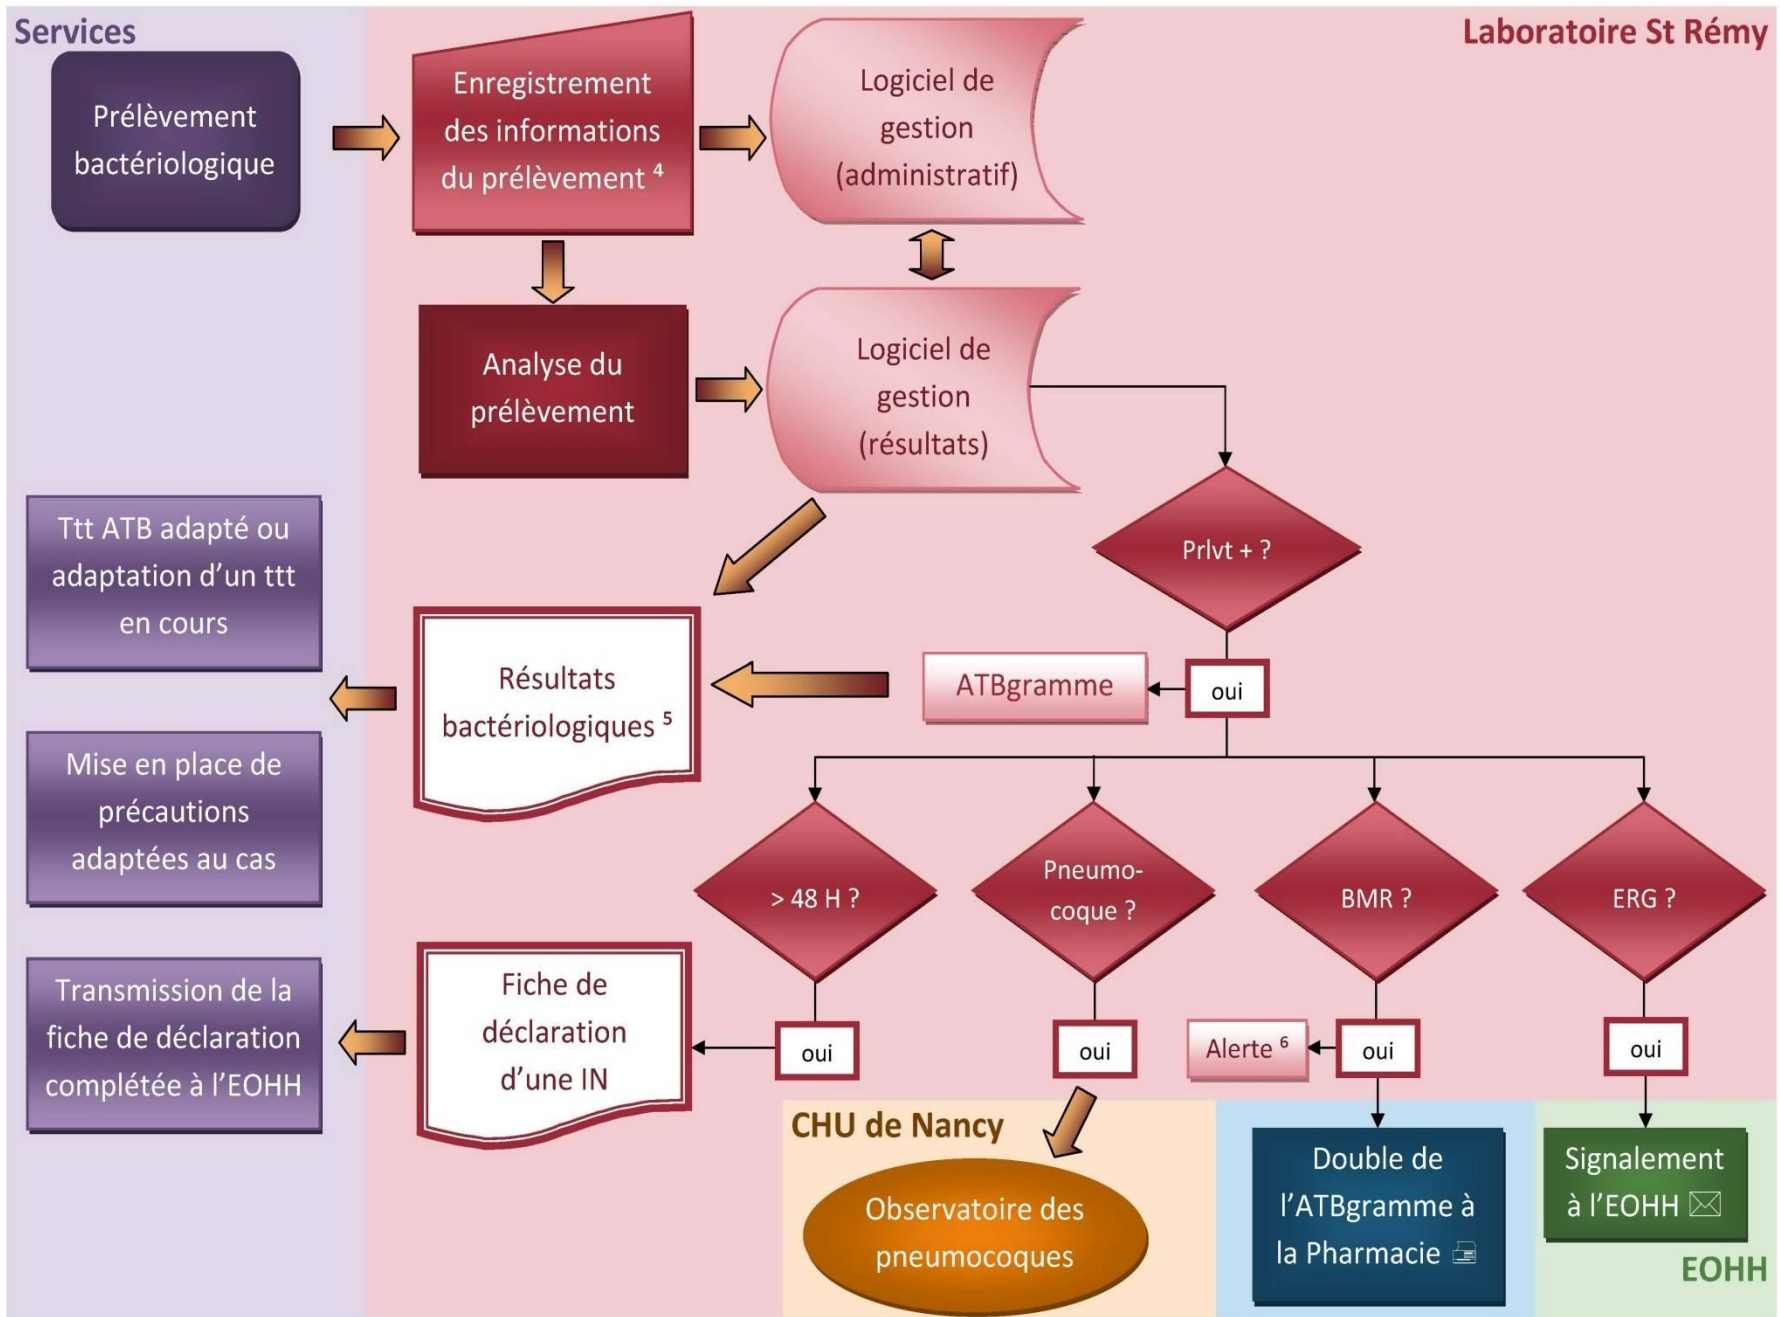 Services
Laboratoire St Rémy
Prélèvement
bactériologique
Enregistrement
des informations
du prélèvement ⁴
Logiciel de
gestion
(administratif)
Analyse du
prélèvement
Logiciel de
gestion
(résultats)
Prlvt + ?
oui
ATBgramme
Résultats
bactériologiques ⁵
Ttt ATB adapté ou
adaptation d’un ttt
en cours
Mise en place de
précautions
adaptées au cas
> 48 H ?
Pneumo-
coque ?
BMR ?
ERG ?
oui
oui
Alerte ⁶
oui
oui
Fiche de
déclaration
d’une IN
Transmission de la
fiche de déclaration
complétée à l’EOHH
CHU de Nancy
Observatoire des
pneumocoques
Double de
l’ATBgramme à
la Pharmacie
Signalement
à l’EOHH
EOHH